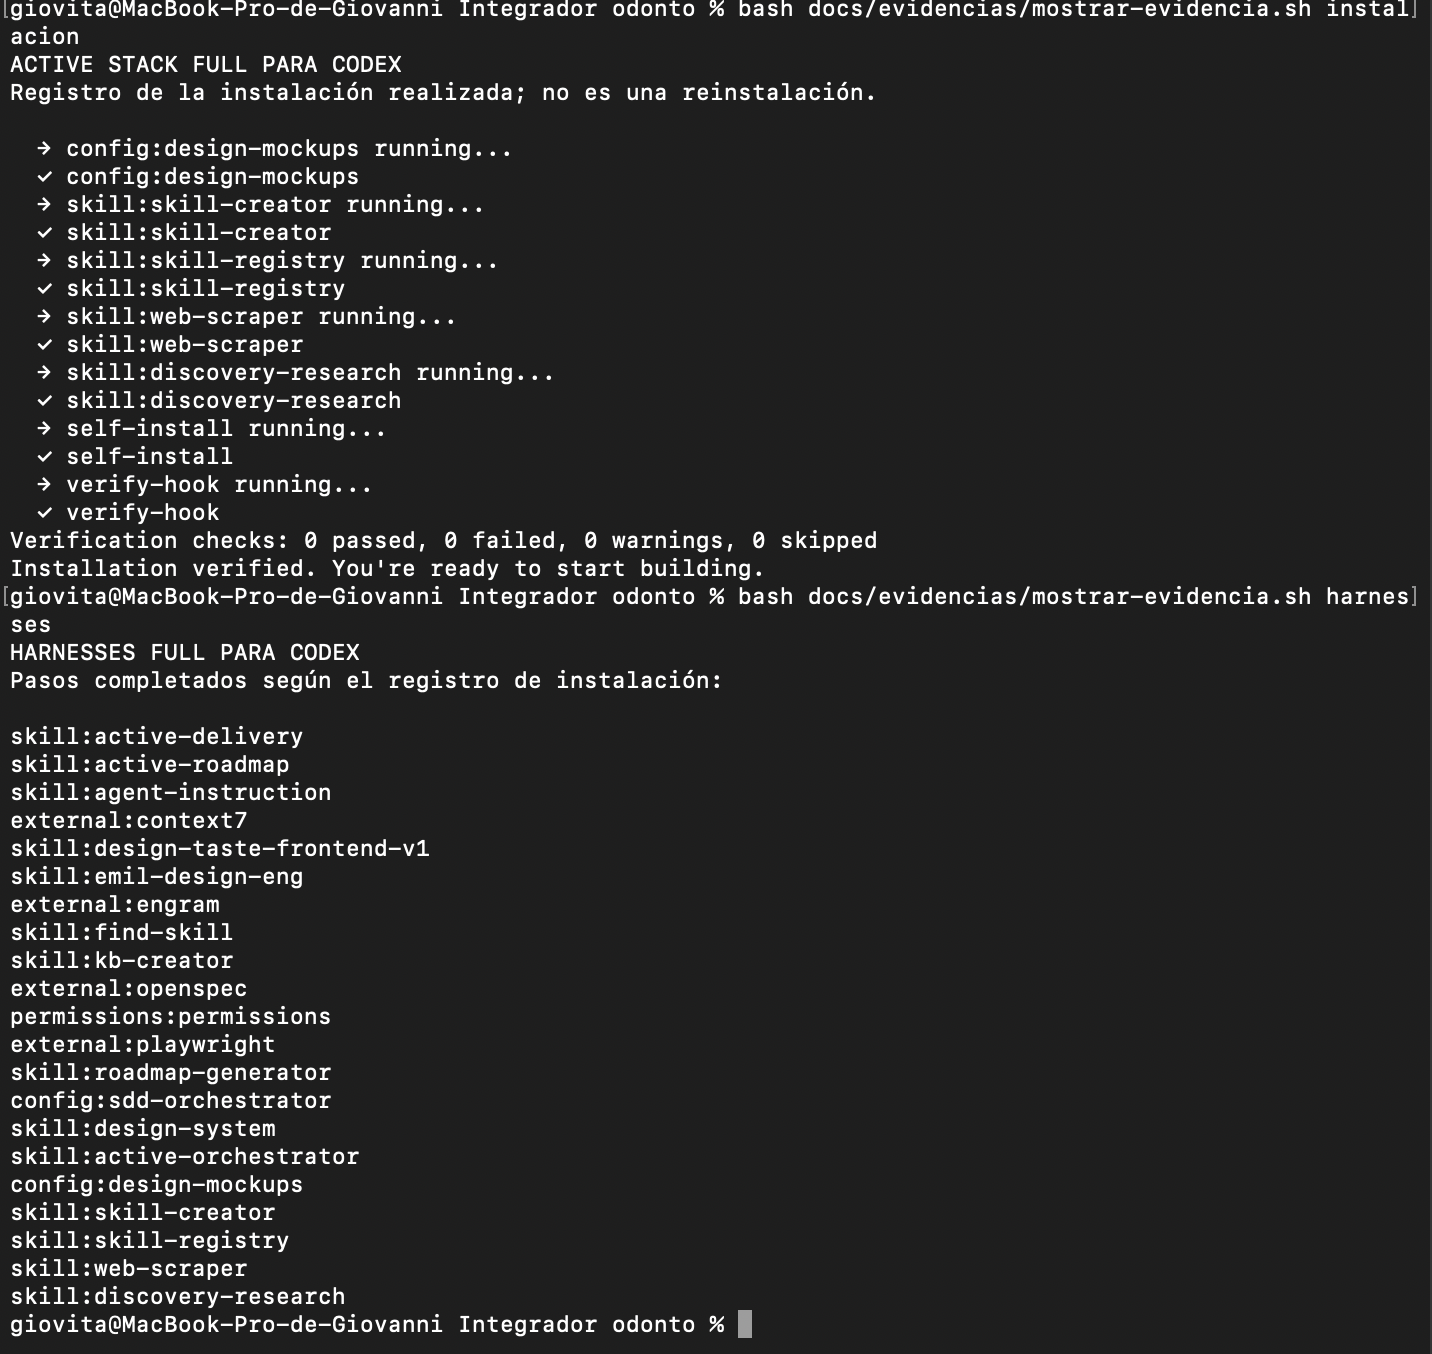 [giovita@MacBook-Pro-de-Giovanni Integrador odonto % bash docs/evidencias/mostrar-evidencia.sh instal]
acion
ACTIVE STACK FULL PARA CODEX
Registro de la instalación realizada; no es una reinstalación.
→ config:design-mockups running...
✓ config:design-mockups
→ skill:skill-creator running...
✓ skill:skill-creator
→ skill:skill-registry running...
✓ skill:skill-registry
→ skill:web-scraper running...
✓ skill:web-scraper
→ skill:discovery-research running...
✓ skill:discovery-research
→ self-install running...
✓ self-install
→ verify-hook running...
✓ verify-hook
Verification checks: 0 passed, 0 failed, 0 warnings, 0 skipped
Installation verified. You're ready to start building.
[giovita@MacBook-Pro-de-Giovanni Integrador odonto % bash docs/evidencias/mostrar-evidencia.sh harnes]
ses
HARNESSES FULL PARA CODEX
Pasos completados según el registro de instalación:
skill:active-delivery
skill:active-roadmap
skill:agent-instruction
external:context7
skill:design-taste-frontend-v1
skill:emil-design-eng
external:engram
skill:find-skill
skill:kb-creator
external:openspec
permissions:permissions
external:playwright
skill:roadmap-generator
config:sdd-orchestrator
skill:design-system
skill:active-orchestrator
config:design-mockups
skill:skill-creator
skill:skill-registry
skill:web-scraper
skill:discovery-research
giovita@MacBook-Pro-de-Giovanni Integrador odonto %